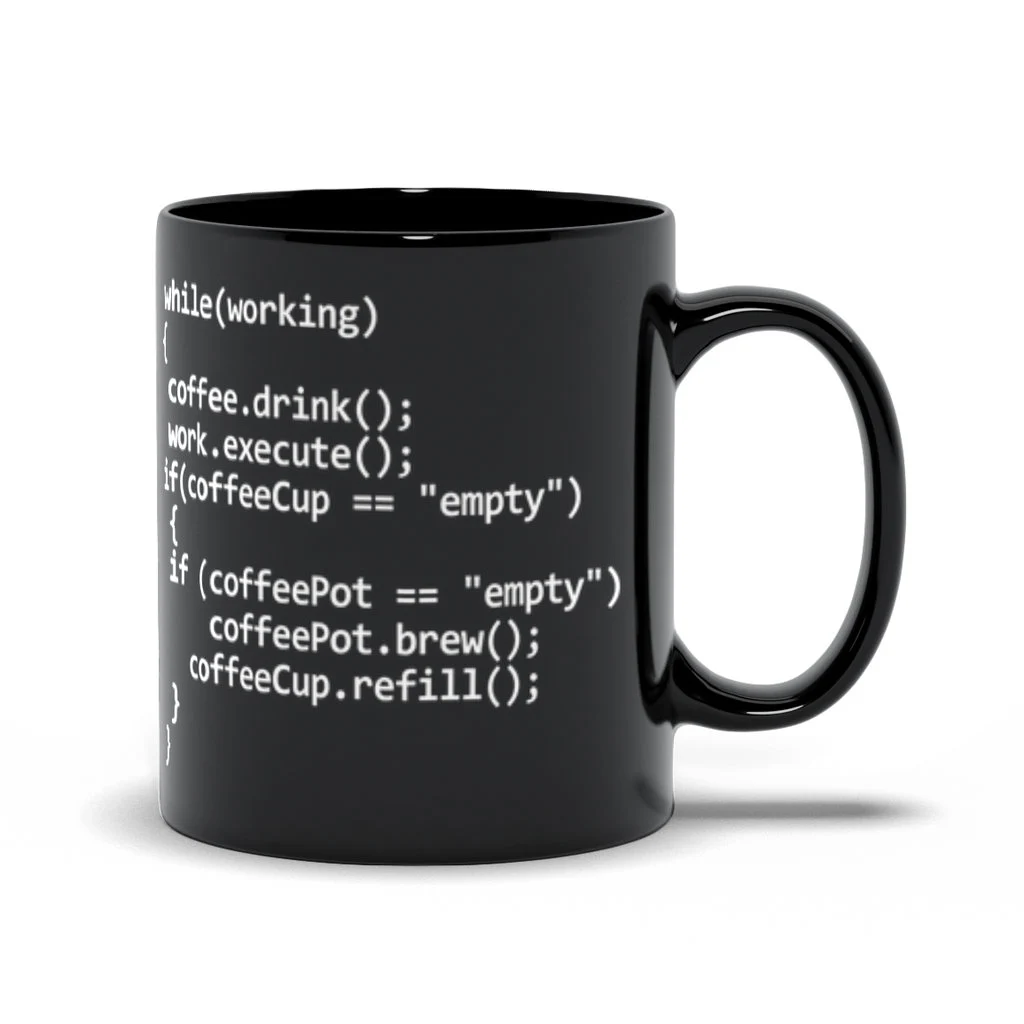 while(working)
{
coffee.drink();
work.execute();
if(coffeeCup == "empty")
{
if (coffeePot == "empty")
coffeePot.brew();
coffeeCup.refill();
}
}